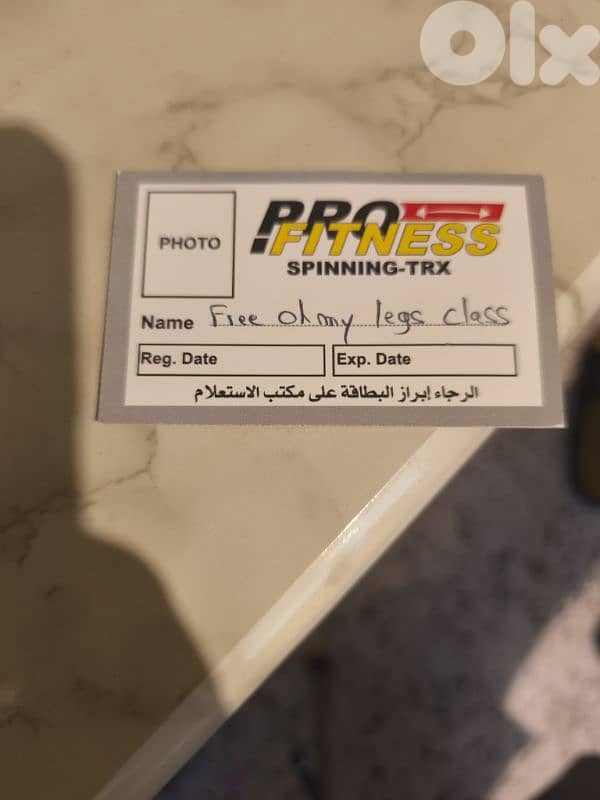 Olx
PHOTO
PRO
FITNESS
SPINNING-TRX
Name Free oh my legs class
Reg. Date
Exp. Date
الرجاء إبراز البطاقة على مكتب الاستعلام